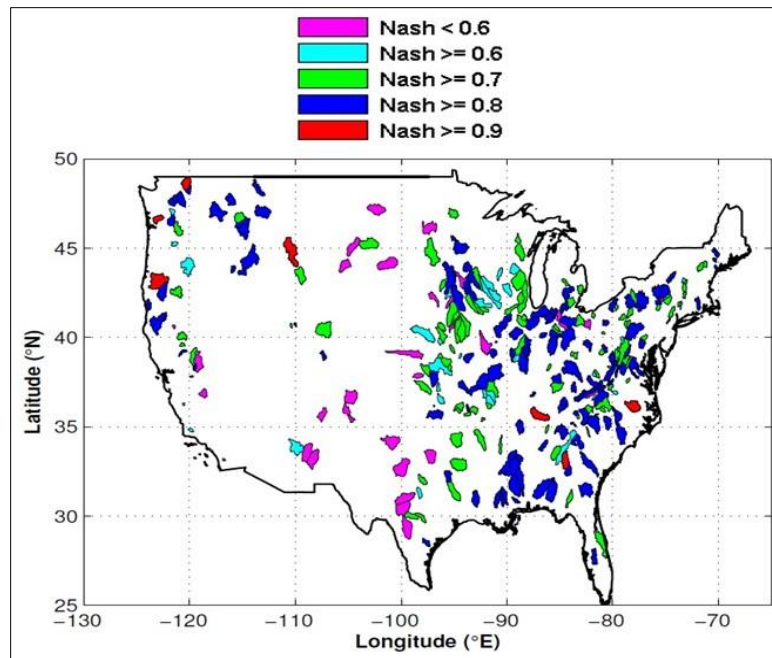 Nash < 0.6
Nash >= 0.6
Nash >= 0.7
Nash >= 0.8
Nash >= 0.9
50
45
40
35
30
25
Latitude (°N)
−130 −120 −110 −100 −90 −80 −70
Longitude (°E)